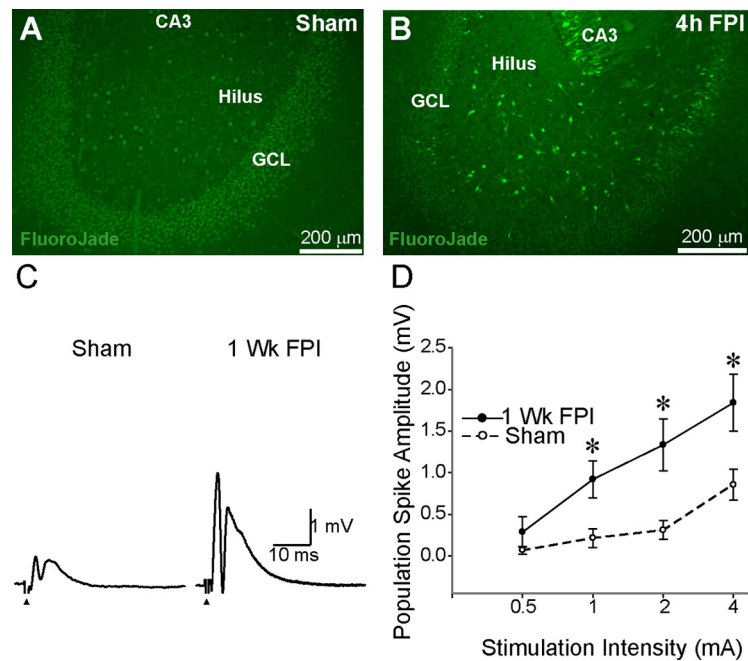 A
CA3
Sham
Hilus
GCL
FluoroJade
200 µm
B
CA3
4h FPI
Hilus
GCL
FluoroJade
200 µm
C
Sham
1 Wk FPI
1 mV
10 ms
D
Population Spike Amplitude (mV)
2.5
2.0
1.5
1.0
0.5
0.0
1 Wk FPI
Sham
*
*
*
0.5
1
2
4
Stimulation Intensity (mA)